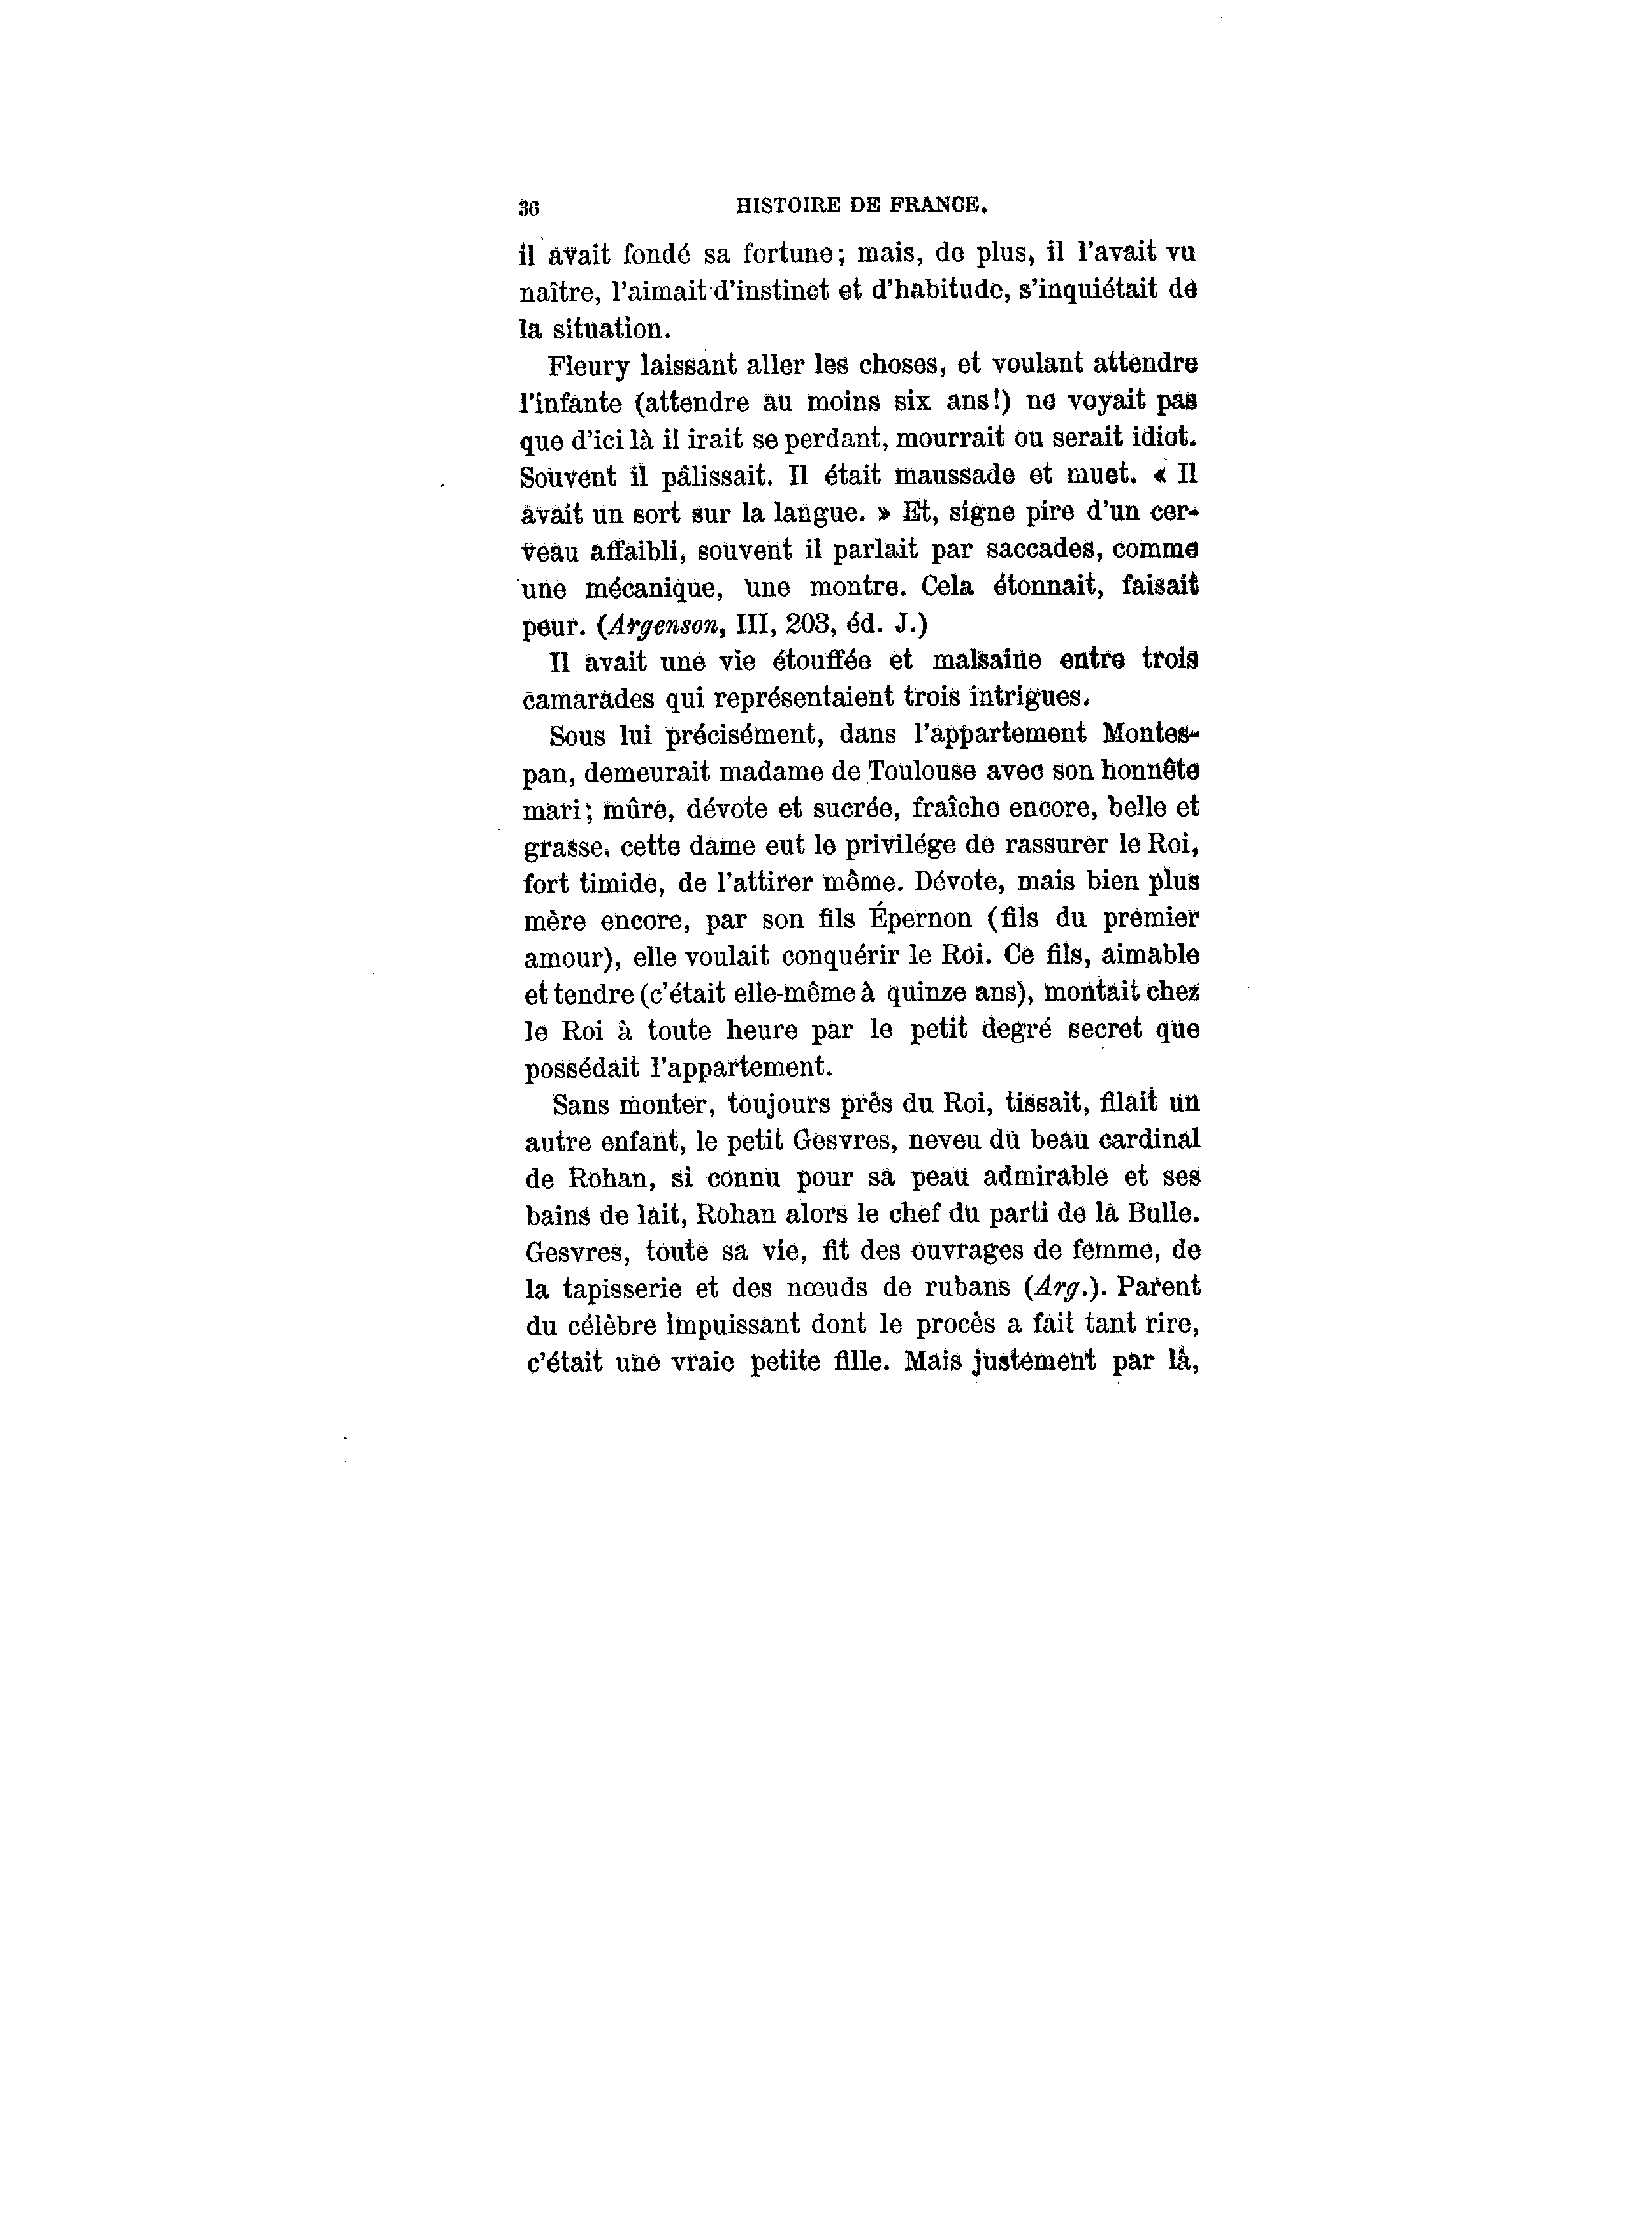 36 HISTOIRE DE FRANCE.
il avait fondé sa fortune; mais, de plus, il l'avait vu
naître, l'aimait d'instinct et d'habitude, s'inquiétait de
la situation.
Fleury laissant aller les choses, et voulant attendre
l'infante (attendre au moins six ans!) ne voyait pas
que d'ici là il irait se perdant, mourrait ou serait idiot.
Souvent il pâlissait. Il était maussade et muet. « Il
avait un sort sur la langue. » Et, signe pire d'un cer-
veau affaibli, souvent il parlait par saccades, comme
une mécanique, une montre. Cela étonnait, faisait
peur. (Argenson, III, 203, éd. J.)
Il avait une vie étouffée et malsaine entre trois
camarades qui représentaient trois intrigues.
Sous lui précisément, dans l'appartement Montes-
pan, demeurait madame de Toulouse avec son honnête
mari; mûre, dévote et sucrée, fraîche encore, belle et
grasse, cette dame eut le privilége de rassurer le Roi,
fort timide, de l'attirer même. Dévote, mais bien plus
mère encore, par son fils Épernon (fils du premier
amour), elle voulait conquérir le Roi. Ce fils, aimable
et tendre (c'était elle-même à quinze ans), montait chez
le Roi à toute heure par le petit degré secret que
possédait l'appartement.
Sans monter, toujours près du Roi, tissait, filait un
autre enfant, le petit Gesvres, neveu du beau cardinal
de Rohan, si connu pour sa peau admirable et ses
bains de lait, Rohan alors le chef du parti de la Bulle.
Gesvres, toute sa vie, fit des ouvrages de femme, de
la tapisserie et des nœuds de rubans (Arg.). Parent
du célèbre impuissant dont le procès a fait tant rire,
c'était une vraie petite fille. Mais justement par là,